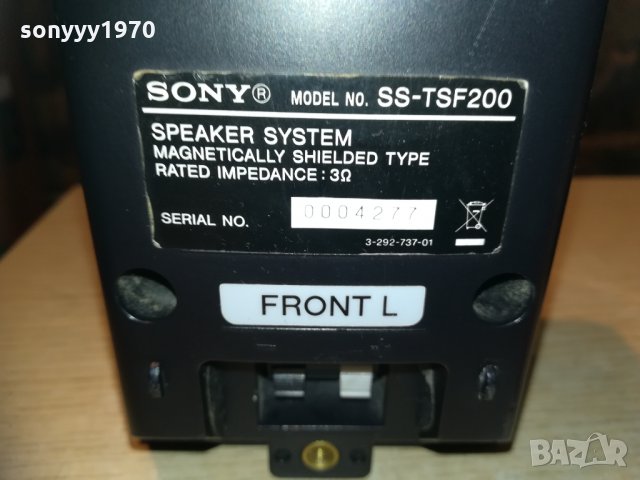 sonyyy1970
SONY® MODEL NO. SS-TSF200
SPEAKER SYSTEM
MAGNETICALLY SHIELDED TYPE
RATED IMPEDANCE : 3Ω
SERIAL NO. 0004277
3-292-737-01
FRONT L
BAZAR